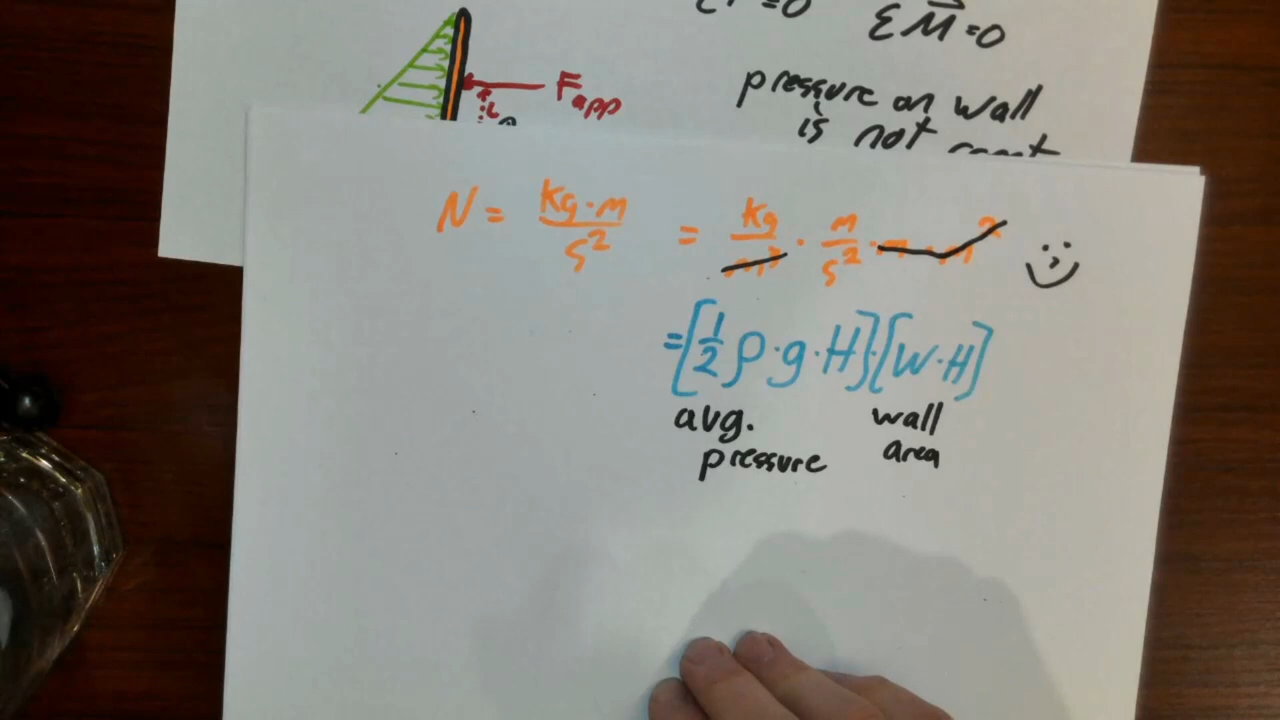 ΣM⃗=0
F_app
pressure on wall
is not
N = kg·m/s² = kg/m³ · m/s² · m · m²
=[½ρ·g·H]·[W·H]
avg. wall
pressure area